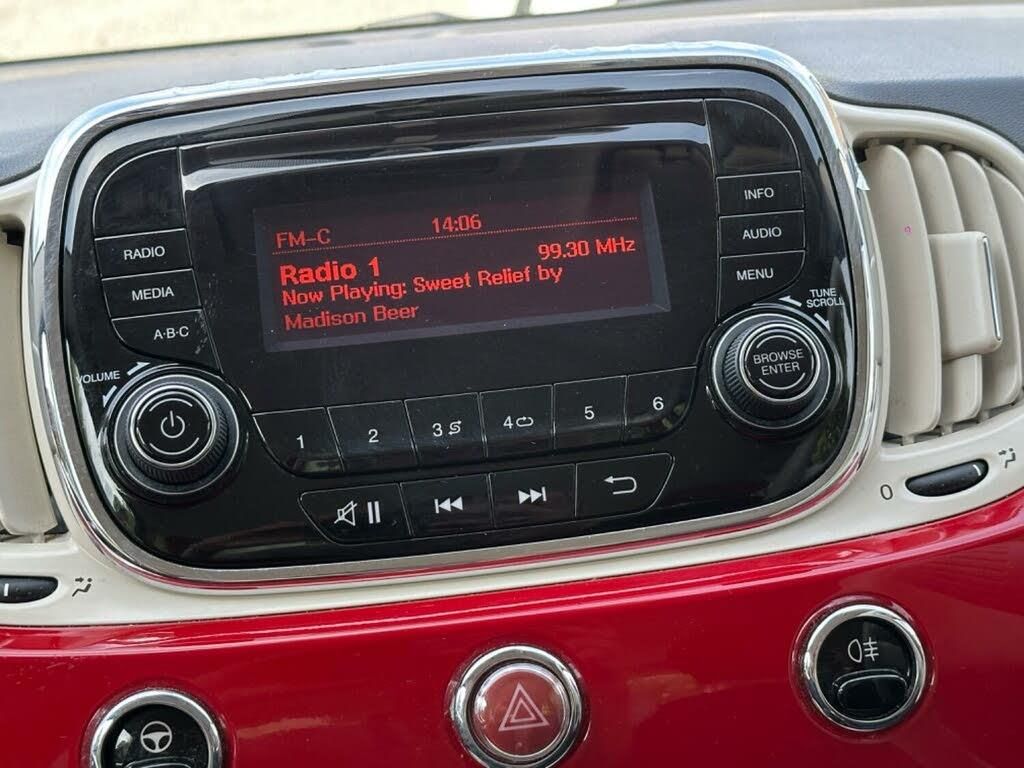 FM-C 14:06
99.30 MHz
Radio 1
Now Playing: Sweet Relief by
Madison Beer
RADIO
MEDIA
A·B·C
VOLUME
INFO
AUDIO
MENU
TUNE
SCROLL
BROWSE
ENTER
1 2 3 4 5 6
0